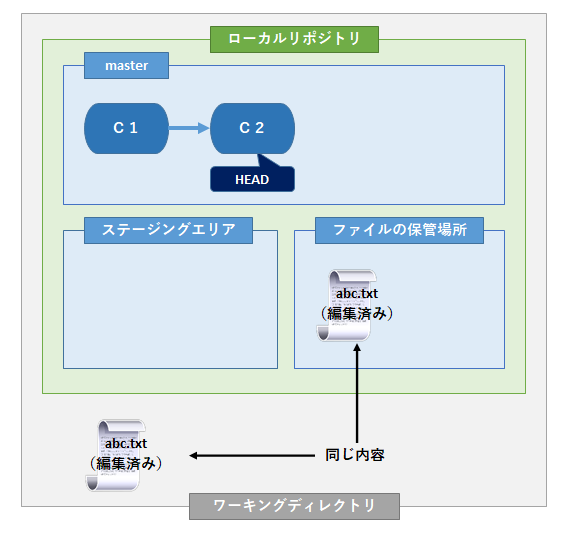 ローカルリポジトリ
master
C 1
C 2
HEAD
ステージングエリア
ファイルの保管場所
abc.txt
（編集済み）
abc.txt
（編集済み）
同じ内容
ワーキングディレクトリ